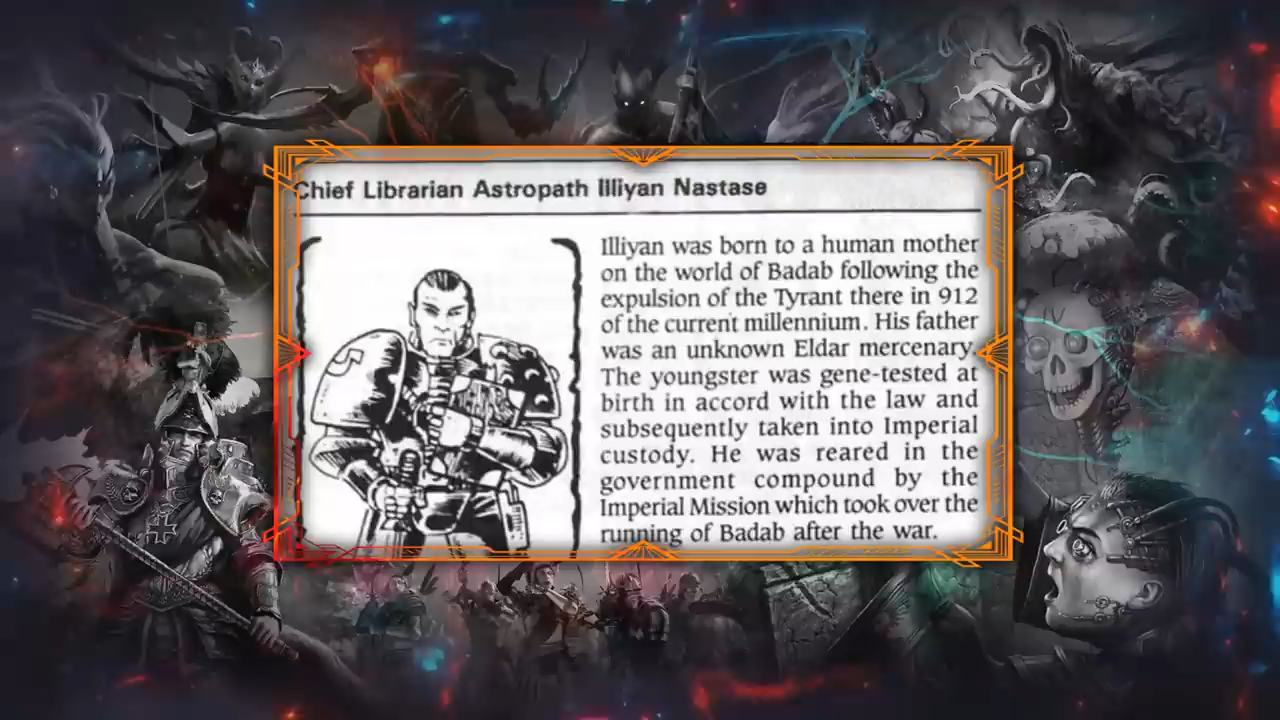 Chief Librarian Astropath Illiyan Nastase
Illiyan was born to a human mother
on the world of Badab following the
expulsion of the Tyrant there in 912
of the current millennium. His father
was an unknown Eldar mercenary.
The youngster was gene-tested at
birth in accord with the law and
subsequently taken into Imperial
custody. He was reared in the
government compound by the
Imperial Mission which took over the
running of Badab after the war.